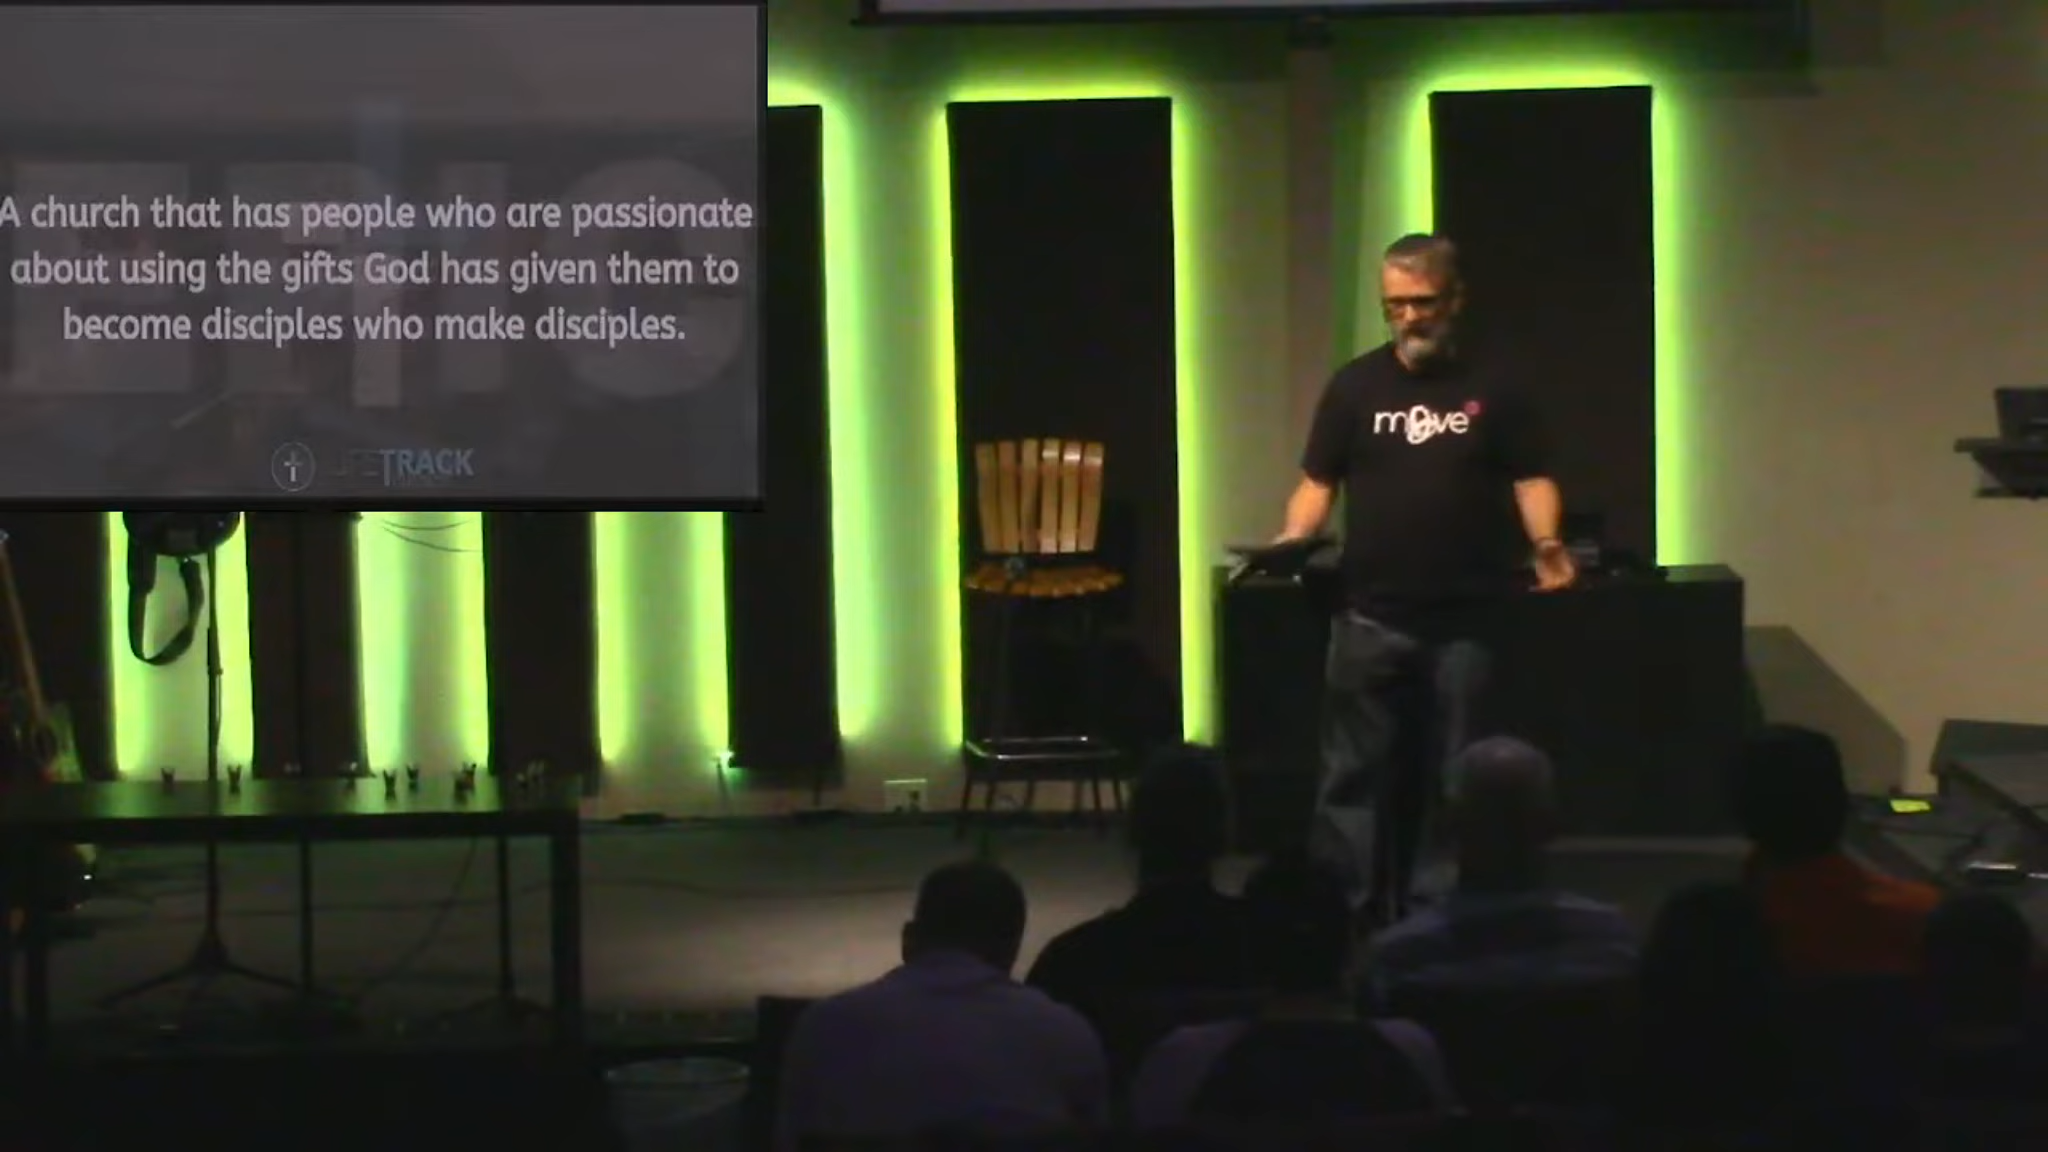 A church that has people who are passionate
about using the gifts God has given them to
become disciples who make disciples.
LIFETRACK
move